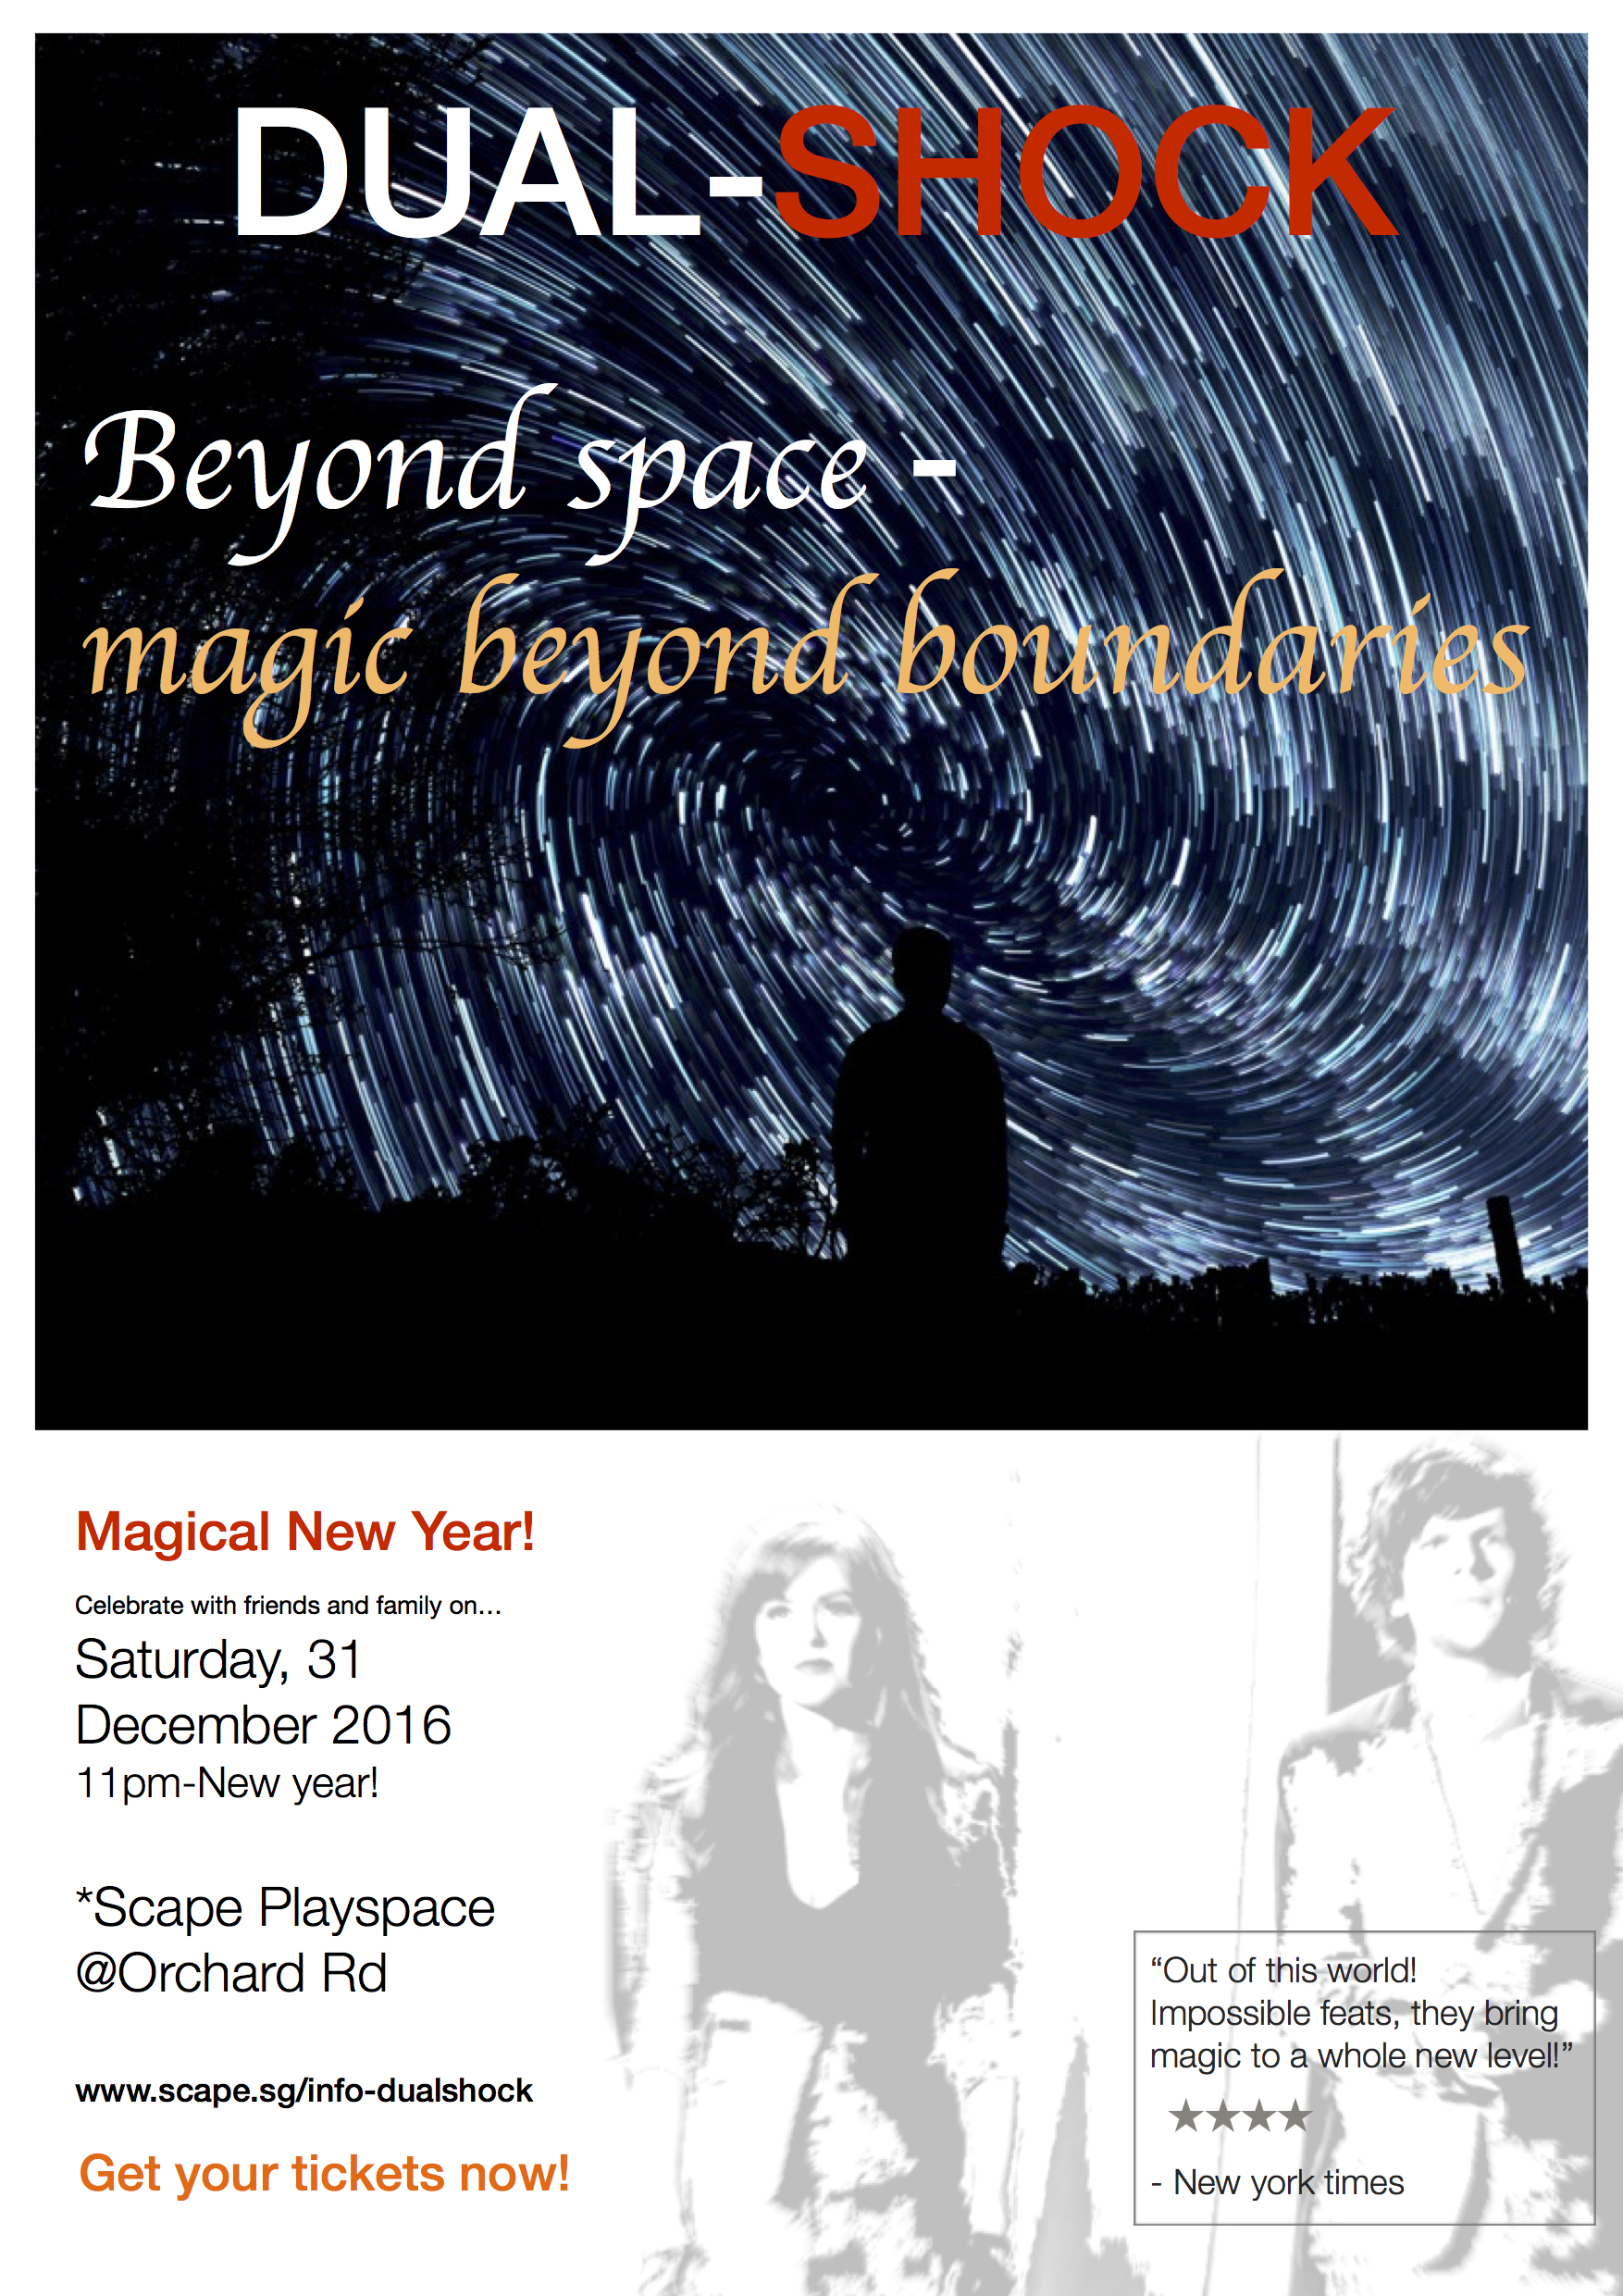 DUAL-SHOCK
Beyond space -
magic beyond boundaries
Magical New Year!
Celebrate with friends and family on...
Saturday, 31
December 2016
11pm-New year!
*Scape Playspace
@Orchard Rd
www.scape.sg/info-dualshock
Get your tickets now!
“Out of this world!
Impossible feats, they bring
magic to a whole new level!”
★★★★
- New york times